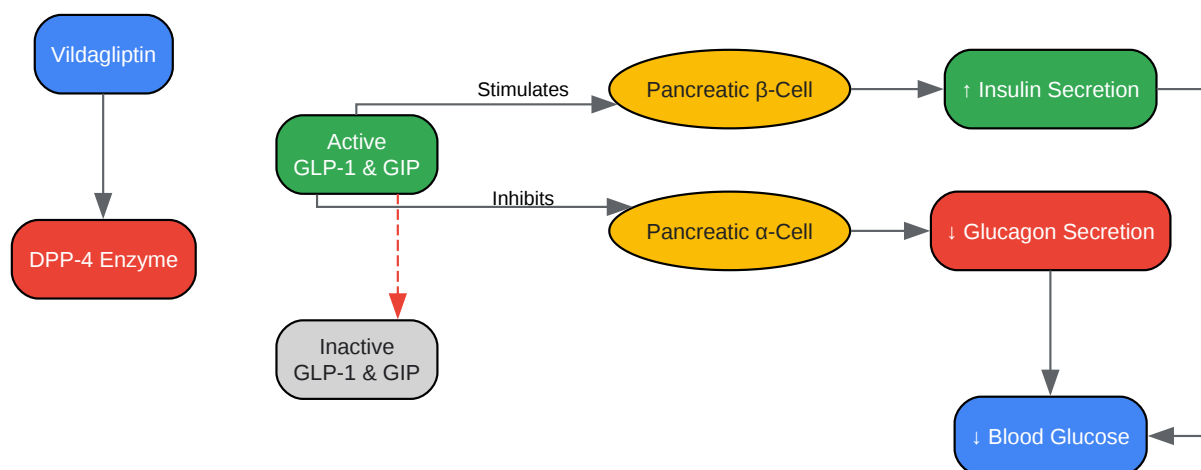 Vildagliptin
DPP-4 Enzyme
Active
GLP-1 & GIP
Inactive
GLP-1 & GIP
Stimulates
Inhibits
Pancreatic β-Cell
Pancreatic α-Cell
↑ Insulin Secretion
↓ Glucagon Secretion
↓ Blood Glucose